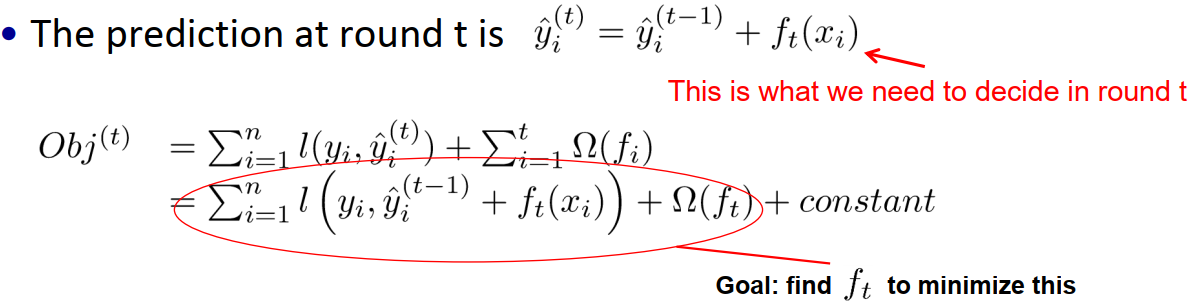 • The prediction at round t is $\hat{y}_i^{(t)} = \hat{y}_i^{(t-1)} + f_t(x_i)$
This is what we need to decide in round t
$Obj^{(t)} = \sum_{i=1}^{n} l(y_i, \hat{y}_i^{(t)}) + \sum_{i=1}^{t} \Omega(f_i)$
$= \sum_{i=1}^{n} l\left(y_i, \hat{y}_i^{(t-1)} + f_t(x_i)\right) + \Omega(f_t) + constant$
Goal: find $f_t$ to minimize this